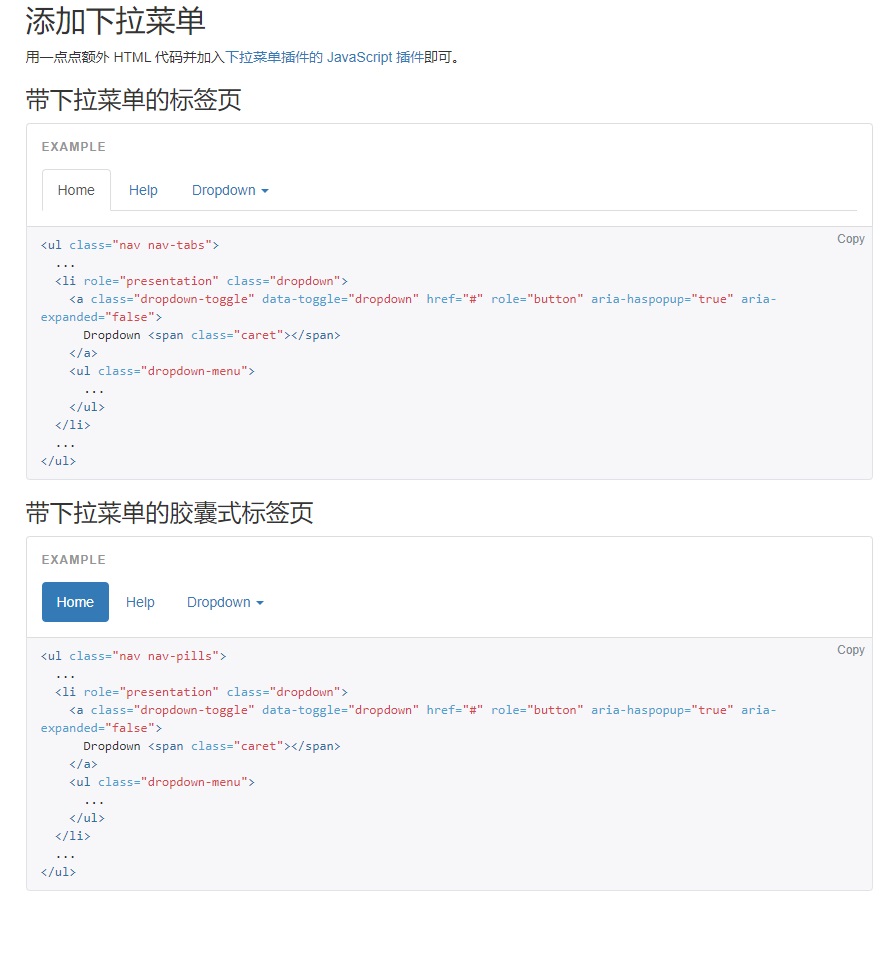 添加下拉菜单
用一点点额外 HTML 代码并加入下拉菜单插件的 JavaScript 插件即可。
带下拉菜单的标签页
EXAMPLE
Home Help Dropdown
Copy
<ul class="nav nav-tabs">
  ...
  <li role="presentation" class="dropdown">
    <a class="dropdown-toggle" data-toggle="dropdown" href="#" role="button" aria-haspopup="true" aria-
expanded="false">
      Dropdown <span class="caret"></span>
    </a>
    <ul class="dropdown-menu">
      ...
    </ul>
  </li>
  ...
</ul>
带下拉菜单的胶囊式标签页
EXAMPLE
Home Help Dropdown
Copy
<ul class="nav nav-pills">
  ...
  <li role="presentation" class="dropdown">
    <a class="dropdown-toggle" data-toggle="dropdown" href="#" role="button" aria-haspopup="true" aria-
expanded="false">
      Dropdown <span class="caret"></span>
    </a>
    <ul class="dropdown-menu">
      ...
    </ul>
  </li>
  ...
</ul>